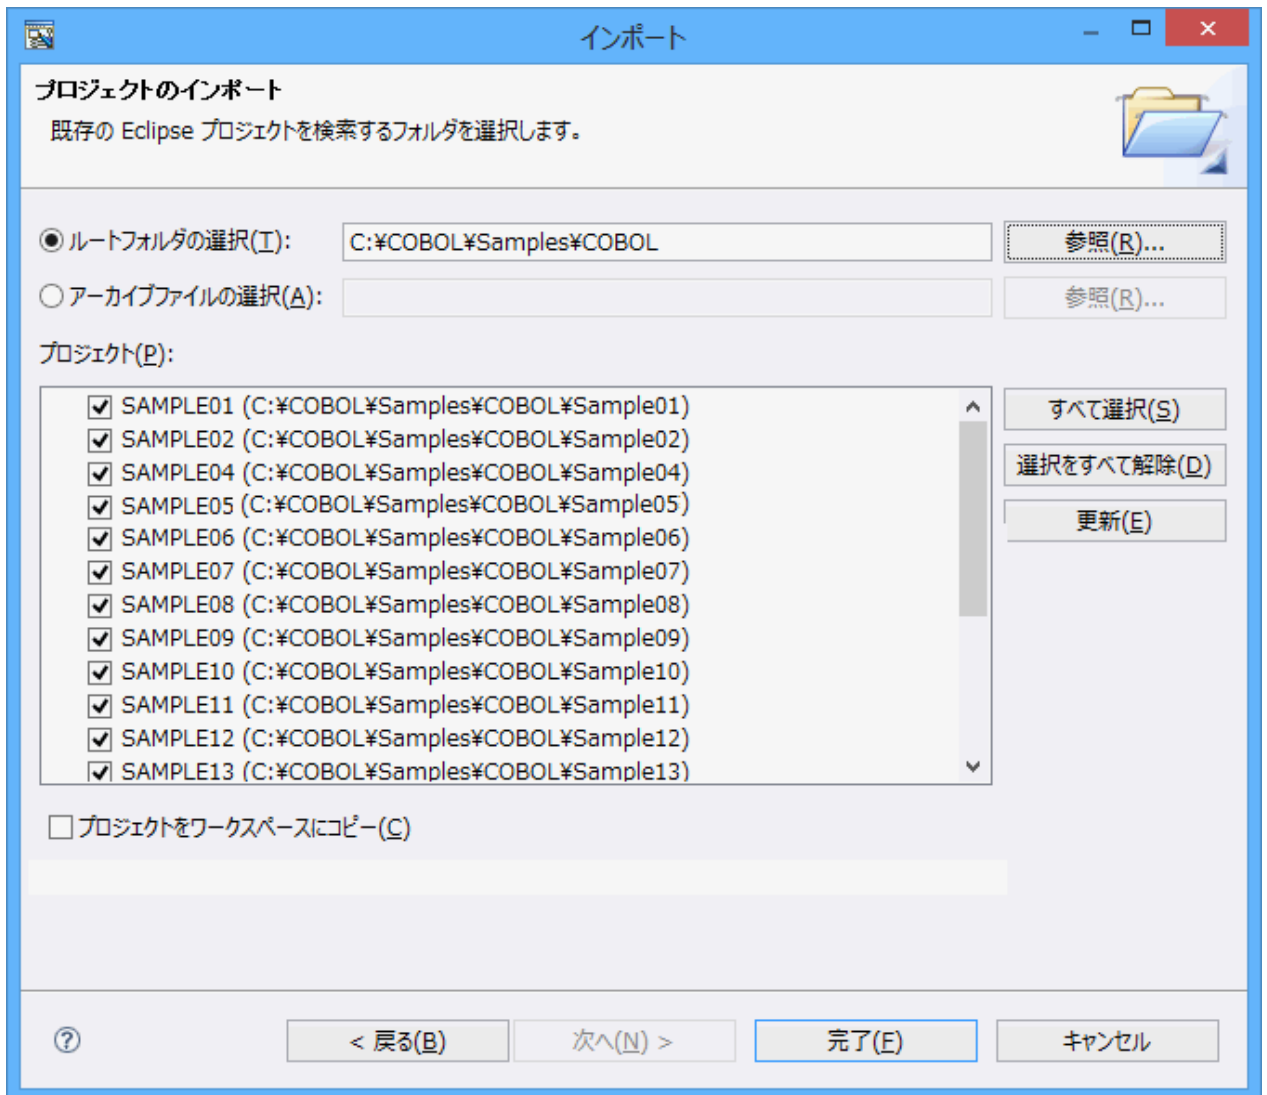 インポート
プロジェクトのインポート
既存の Eclipse プロジェクトを検索するフォルダを選択します。
ルートフォルダの選択(T): C:¥COBOL¥Samples¥COBOL 参照(R)...
アーカイブファイルの選択(A): 参照(R)...
プロジェクト(P):
SAMPLE01 (C:¥COBOL¥Samples¥COBOL¥Sample01)
SAMPLE02 (C:¥COBOL¥Samples¥COBOL¥Sample02)
SAMPLE04 (C:¥COBOL¥Samples¥COBOL¥Sample04)
SAMPLE05 (C:¥COBOL¥Samples¥COBOL¥Sample05)
SAMPLE06 (C:¥COBOL¥Samples¥COBOL¥Sample06)
SAMPLE07 (C:¥COBOL¥Samples¥COBOL¥Sample07)
SAMPLE08 (C:¥COBOL¥Samples¥COBOL¥Sample08)
SAMPLE09 (C:¥COBOL¥Samples¥COBOL¥Sample09)
SAMPLE10 (C:¥COBOL¥Samples¥COBOL¥Sample10)
SAMPLE11 (C:¥COBOL¥Samples¥COBOL¥Sample11)
SAMPLE12 (C:¥COBOL¥Samples¥COBOL¥Sample12)
SAMPLE13 (C:¥COBOL¥Samples¥COBOL¥Sample13)
すべて選択(S)
選択をすべて解除(D)
更新(E)
プロジェクトをワークスペースにコピー(C)
< 戻る(B) 次へ(N) > 完了(F) キャンセル